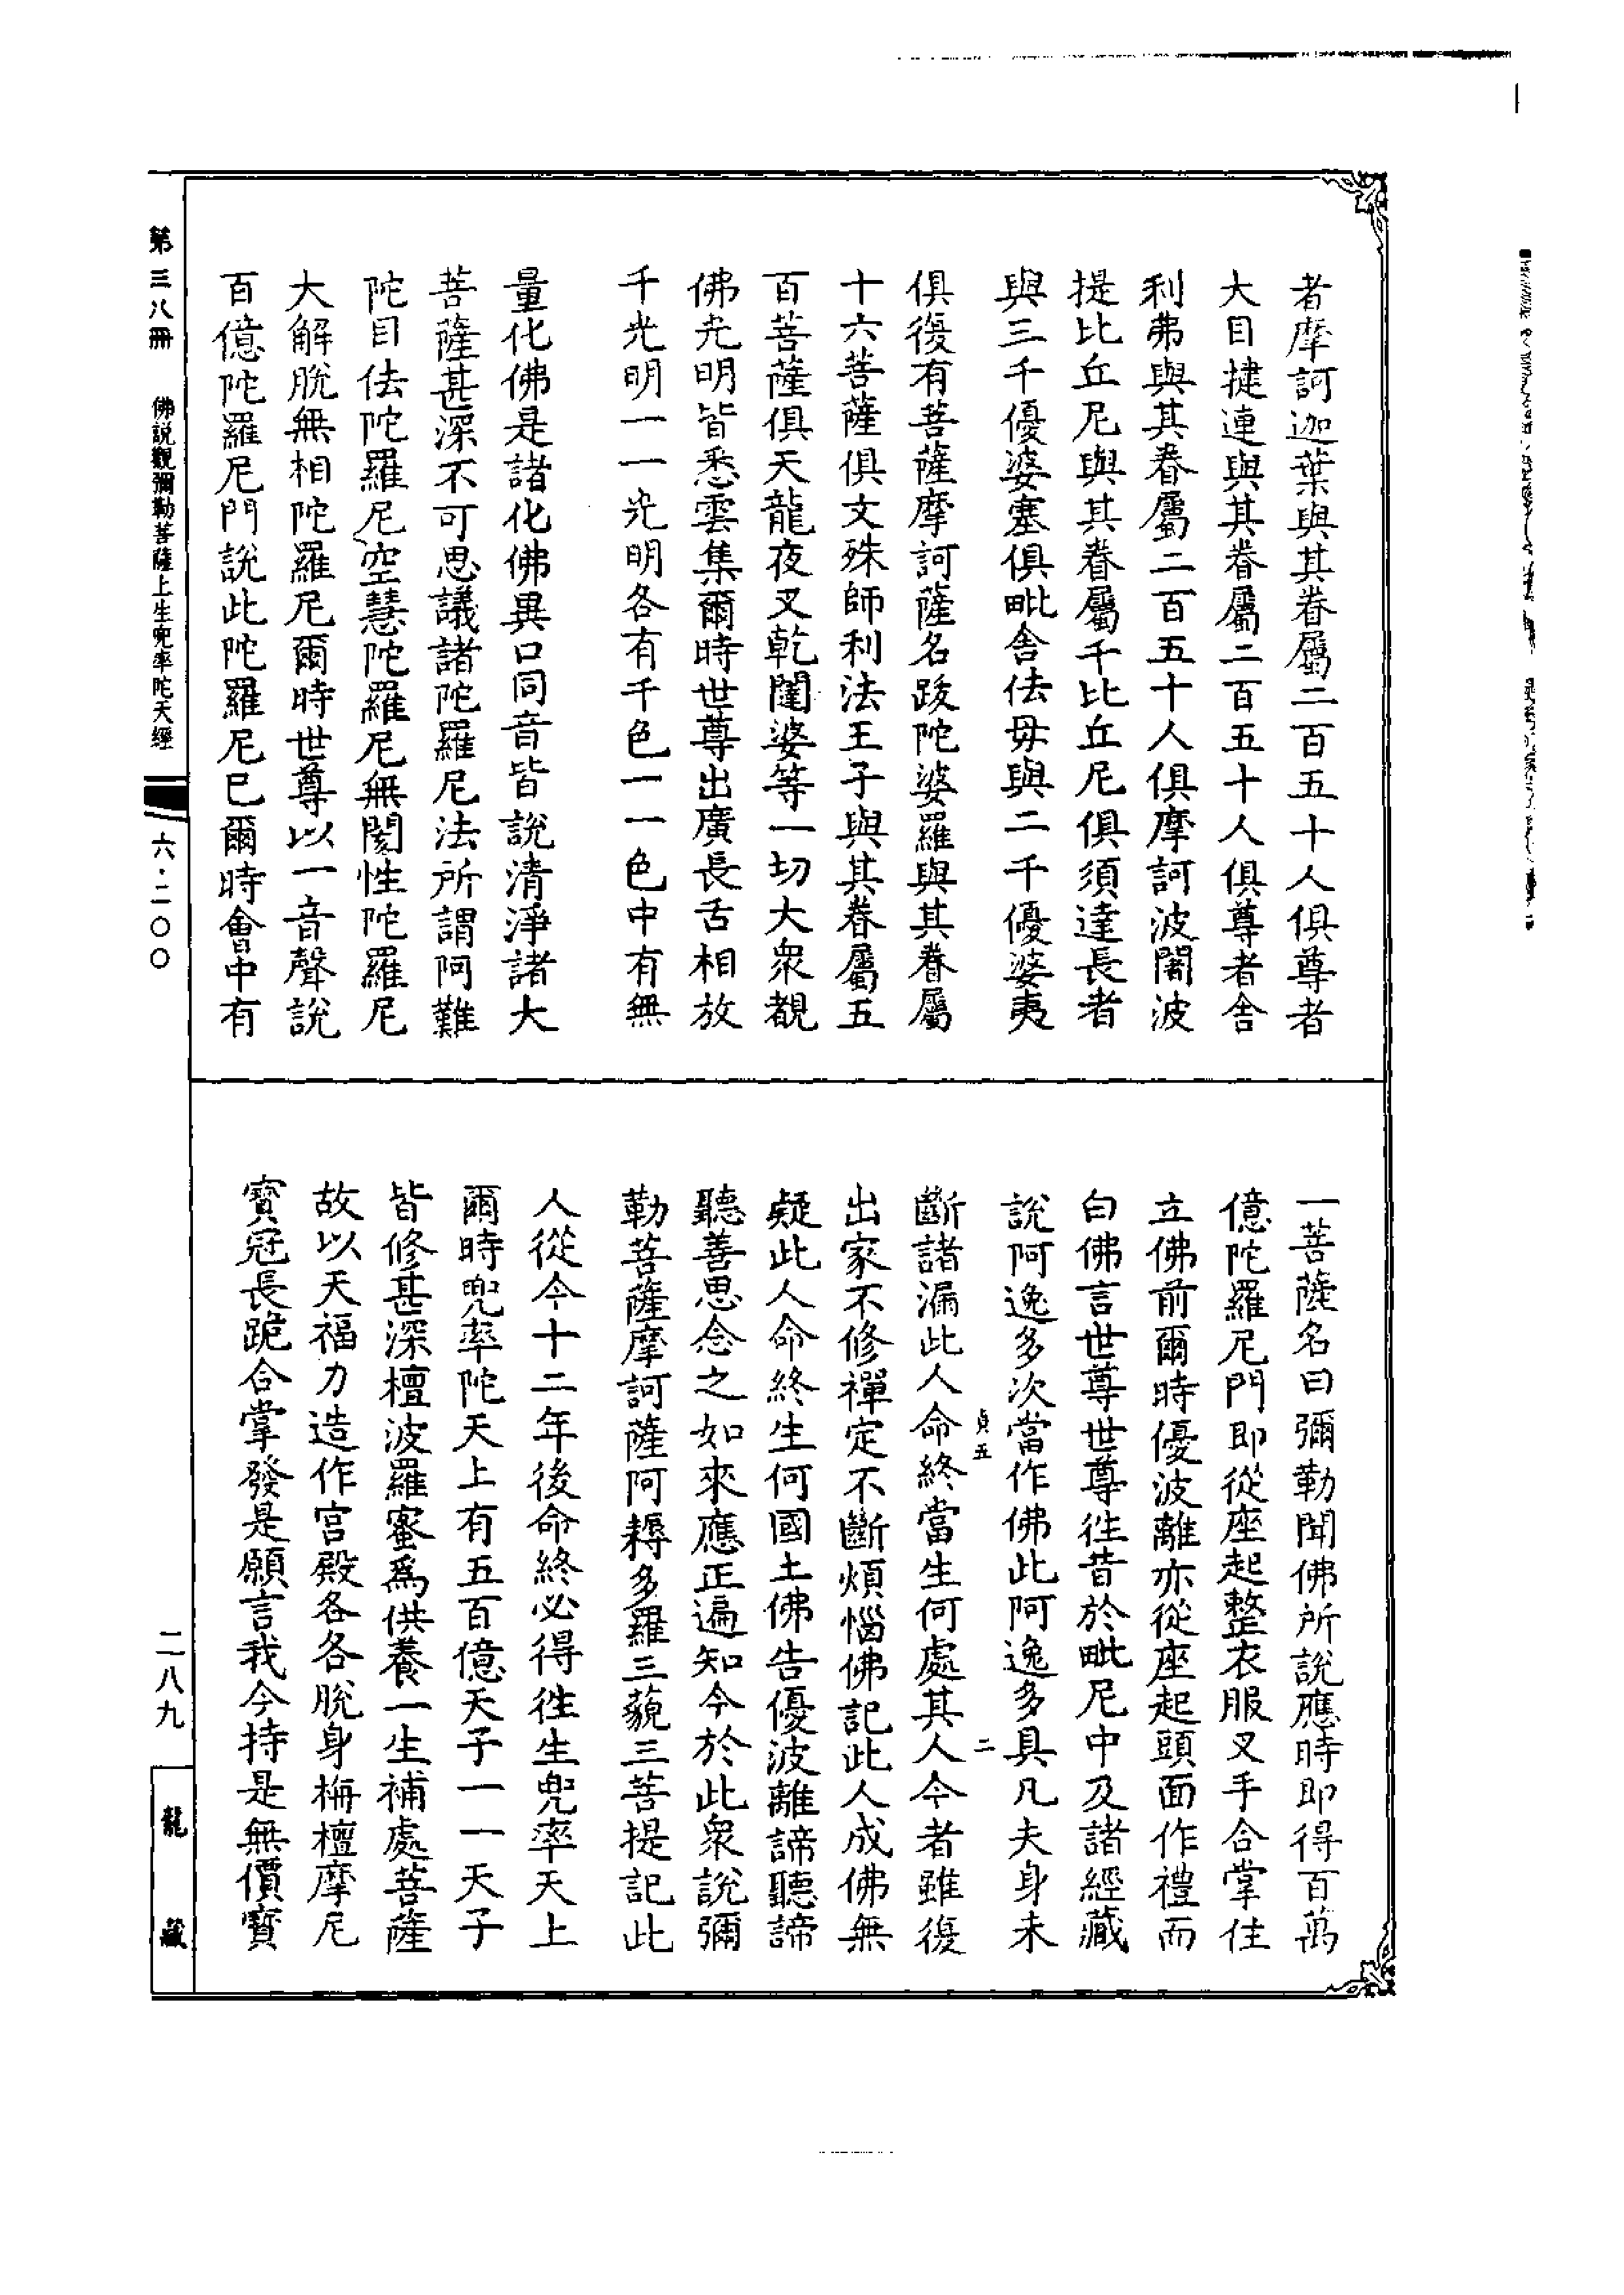 者摩訶迦葉與其眷屬二百五十人俱尊者
大目揵連與其眷屬二百五十人俱尊者舍
利弗與其眷屬二百五十人俱摩訶波闍波
提比丘尼與其眷屬千比丘尼俱須達長者
與三千優婆塞俱毗舍佉毋與二千優婆夷
俱復有菩薩摩訶薩名跋陀婆羅與其眷屬
十六菩薩俱文殊師利法王子與其眷屬五
百菩薩俱天龍夜叉乾闥婆等一切大衆覩
佛光明皆悉雲集爾時世尊出廣長舌相放
千光明一一光明各有千色一一色中有無
量化佛是諸化佛異口同音皆說清淨諸大
菩薩甚深不可思議諸陀羅尼法所謂阿難
陀目佉陀羅尼空慧陀羅尼無閡性陀羅尼
大解脫無相陀羅尼爾時世尊以一音聲說
百億陀羅尼門說此陀羅尼巳爾時會中有
一菩薩名曰彌勒聞佛所說應時即得百萬
億陀羅尼門即從座起整衣服叉手合掌住
立佛前爾時優波離亦從座起頭面作禮而
白佛言世尊世尊徃昔於毗尼中及諸經藏
說阿逸多次當作佛此阿逸多具凡夫身未
貞五 二
斷諸漏此人命終當生何處其人今者雖復
出家不修禪定不斷煩惱佛記此人成佛無
疑此人命終生何國土佛告優波離諦聽諦
聽善思念之如來應正遍知今於此衆說彌
勒菩薩摩訶薩阿耨多羅三藐三菩提記此
人從今十二年後命終必得徃生兜率天上
爾時兜率陀天上有五百億天子一一天子
皆修甚深檀波羅蜜爲供養一生補處菩薩
故以天福力造作宫殿各各脫身栴檀摩尼
寳冠長跪合掌發是願言我今持是無價寳
第三八冊 佛說觀彌勒菩薩上生兜率陀天經 六·二〇〇
二八九
龍藏